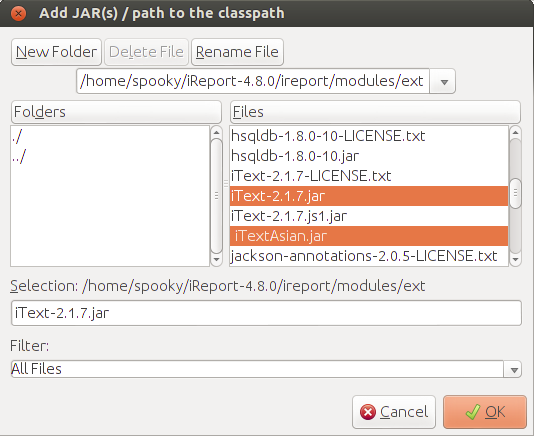 Add JAR(s) / path to the classpath
New Folder Delete File Rename File
/home/spooky/iReport-4.8.0/ireport/modules/ext
Folders
./
../
Files
hsqldb-1.8.0-10-LICENSE.txt
hsqldb-1.8.0-10.jar
iText-2.1.7-LICENSE.txt
iText-2.1.7.jar
iText-2.1.7.js1.jar
iTextAsian.jar
jackson-annotations-2.0.5-LICENSE.txt
Selection: /home/spooky/iReport-4.8.0/ireport/modules/ext
iText-2.1.7.jar
Filter:
All Files
Cancel OK